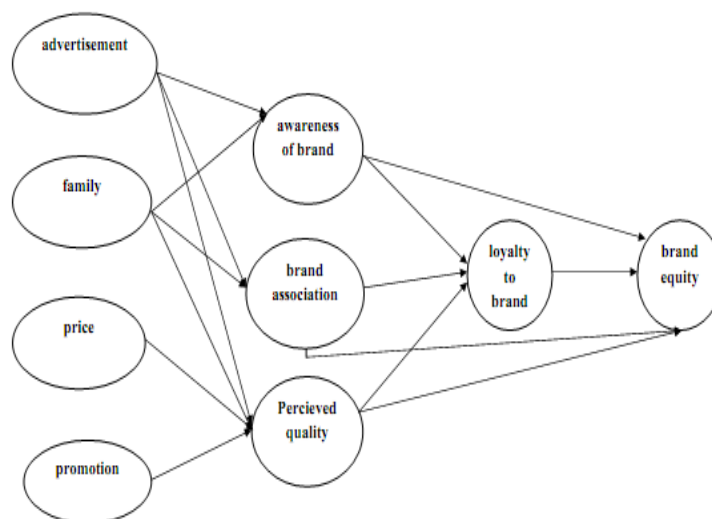 advertisement
family
price
promotion
awareness
of brand
brand
association
Percieved
quality
loyalty
to
brand
brand
equity